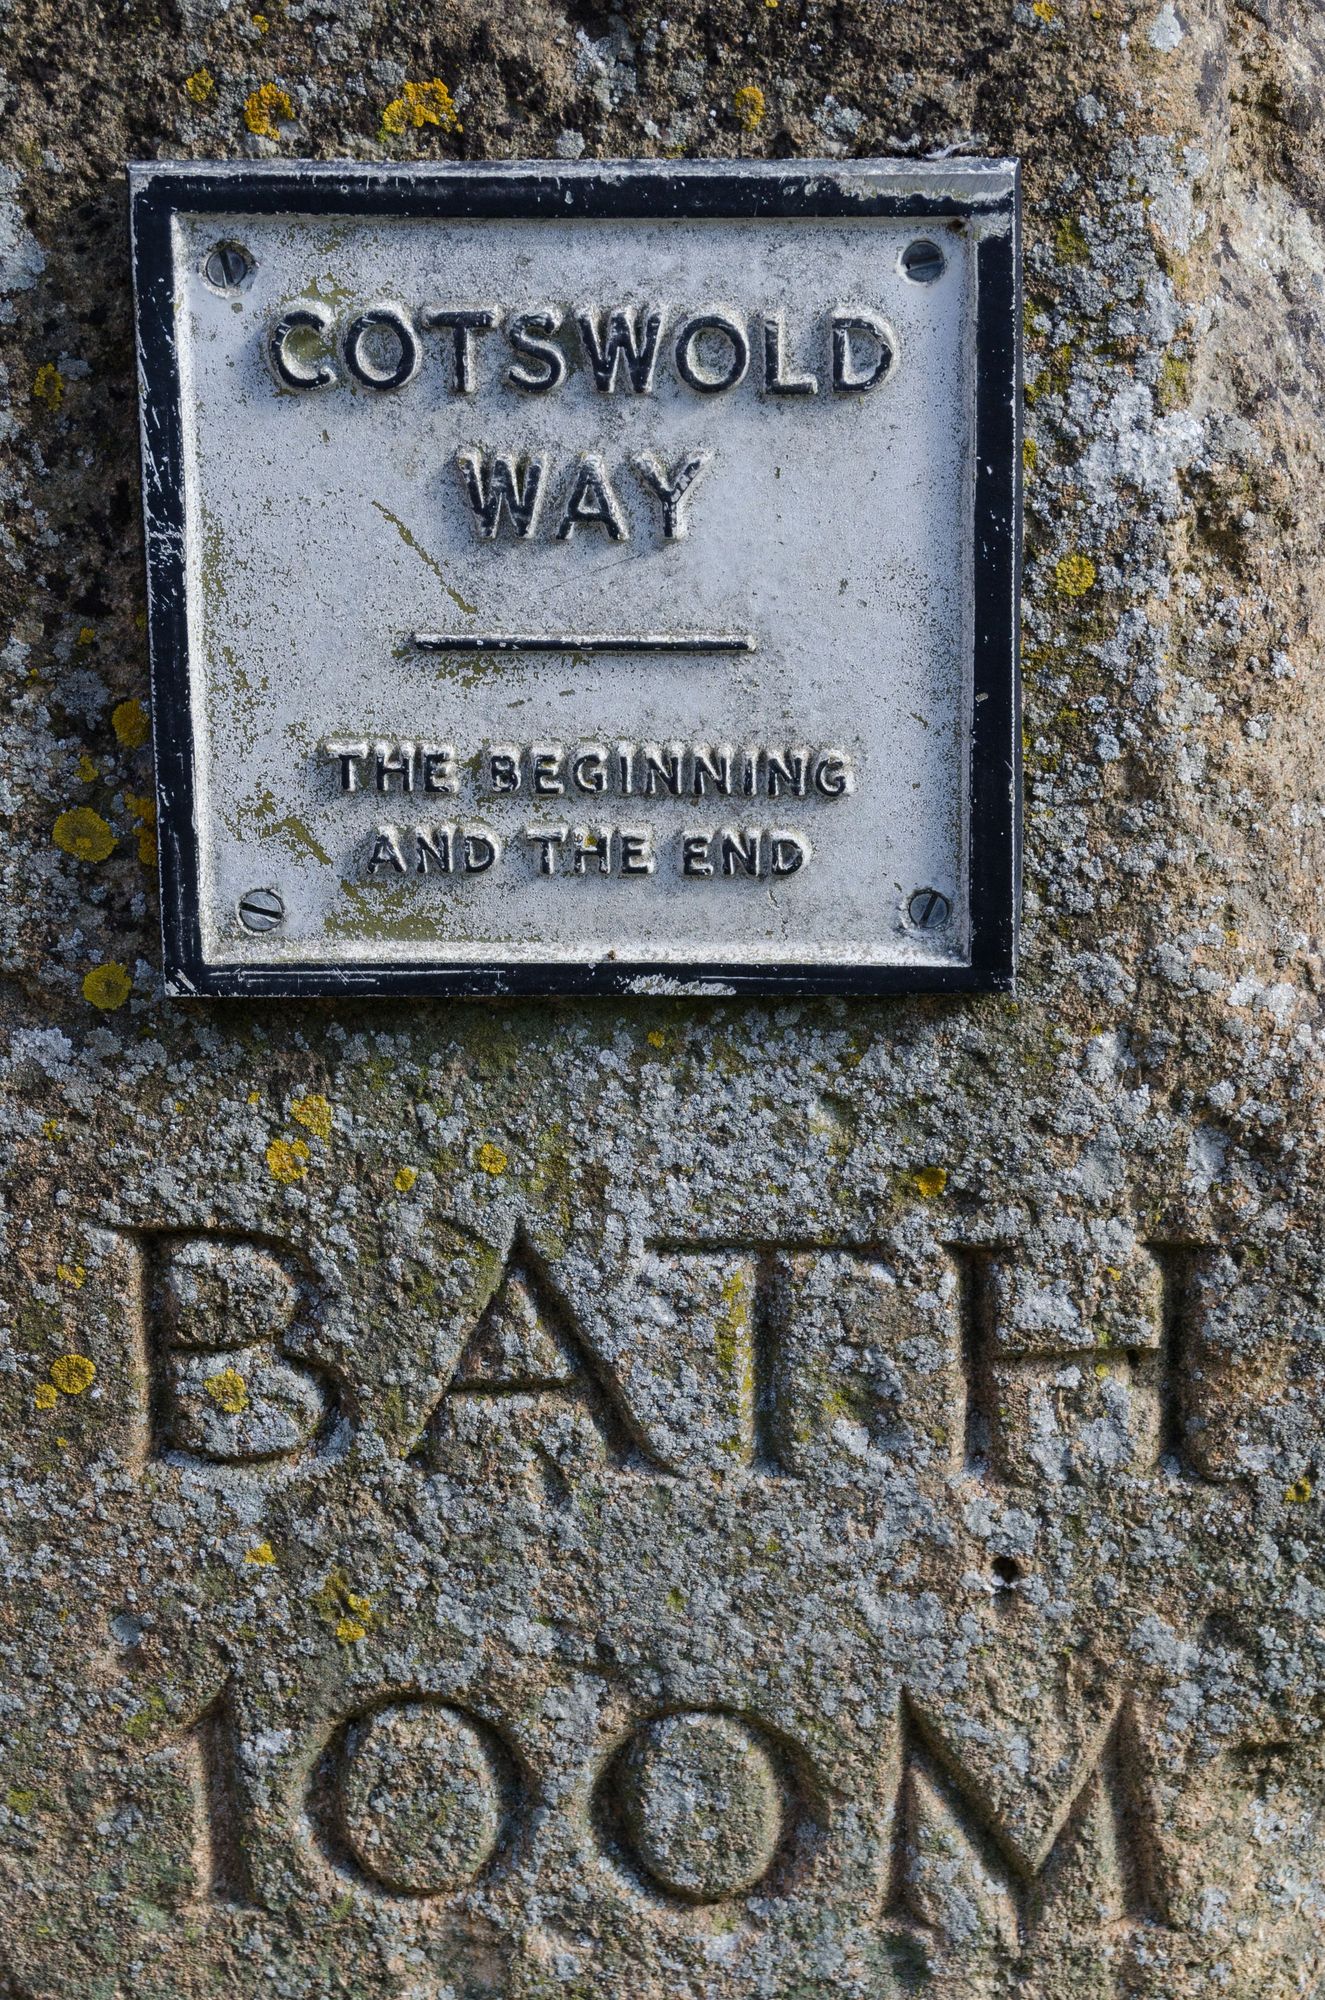 COTSWOLD
WAY
THE BEGINNING
AND THE END
BATH
100M